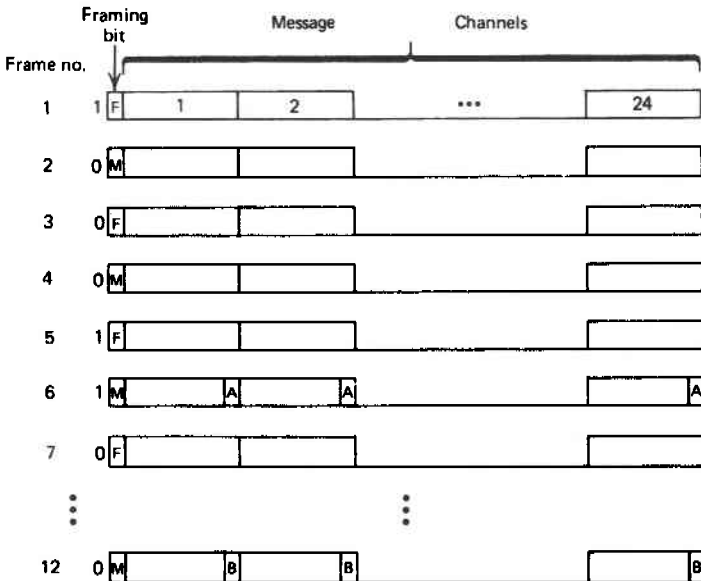 Framing
bit
Message Channels
Frame no.
1 1 F 1 2 ... 24
2 0 M
3 0 F
4 0 M
5 1 F
6 1 M A A A
7 0 F
12 0 M B B B